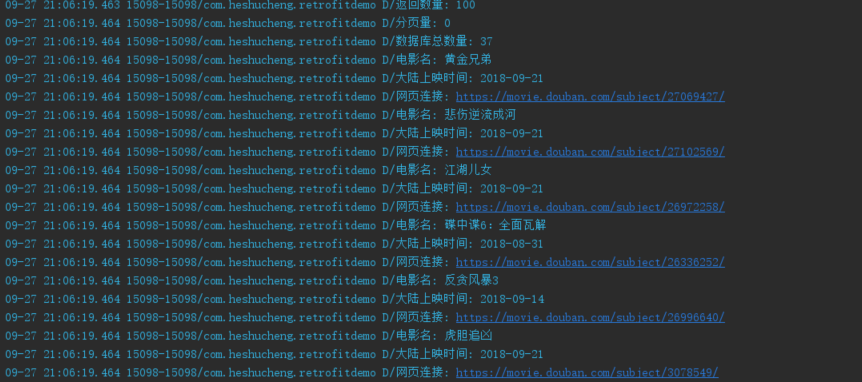 09-27 21:06:19.463 15098-15098/com.heshucheng.retrofitdemo D/返回数量: 100
09-27 21:06:19.464 15098-15098/com.heshucheng.retrofitdemo D/分页量: 0
09-27 21:06:19.464 15098-15098/com.heshucheng.retrofitdemo D/数据库总数量: 37
09-27 21:06:19.464 15098-15098/com.heshucheng.retrofitdemo D/电影名: 黄金兄弟
09-27 21:06:19.464 15098-15098/com.heshucheng.retrofitdemo D/大陆上映时间: 2018-09-21
09-27 21:06:19.464 15098-15098/com.heshucheng.retrofitdemo D/网页连接: https://movie.douban.com/subject/27069427/
09-27 21:06:19.464 15098-15098/com.heshucheng.retrofitdemo D/电影名: 悲伤逆流成河
09-27 21:06:19.464 15098-15098/com.heshucheng.retrofitdemo D/大陆上映时间: 2018-09-21
09-27 21:06:19.464 15098-15098/com.heshucheng.retrofitdemo D/网页连接: https://movie.douban.com/subject/27102569/
09-27 21:06:19.464 15098-15098/com.heshucheng.retrofitdemo D/电影名: 江湖儿女
09-27 21:06:19.464 15098-15098/com.heshucheng.retrofitdemo D/大陆上映时间: 2018-09-21
09-27 21:06:19.464 15098-15098/com.heshucheng.retrofitdemo D/网页连接: https://movie.douban.com/subject/26972258/
09-27 21:06:19.464 15098-15098/com.heshucheng.retrofitdemo D/电影名: 碟中谍6：全面瓦解
09-27 21:06:19.464 15098-15098/com.heshucheng.retrofitdemo D/大陆上映时间: 2018-08-31
09-27 21:06:19.464 15098-15098/com.heshucheng.retrofitdemo D/网页连接: https://movie.douban.com/subject/26336252/
09-27 21:06:19.464 15098-15098/com.heshucheng.retrofitdemo D/电影名: 反贪风暴3
09-27 21:06:19.464 15098-15098/com.heshucheng.retrofitdemo D/大陆上映时间: 2018-09-14
09-27 21:06:19.464 15098-15098/com.heshucheng.retrofitdemo D/网页连接: https://movie.douban.com/subject/26996640/
09-27 21:06:19.464 15098-15098/com.heshucheng.retrofitdemo D/电影名: 虎胆追凶
09-27 21:06:19.464 15098-15098/com.heshucheng.retrofitdemo D/大陆上映时间: 2018-09-21
09-27 21:06:19.464 15098-15098/com.heshucheng.retrofitdemo D/网页连接: https://movie.douban.com/subject/3078549/